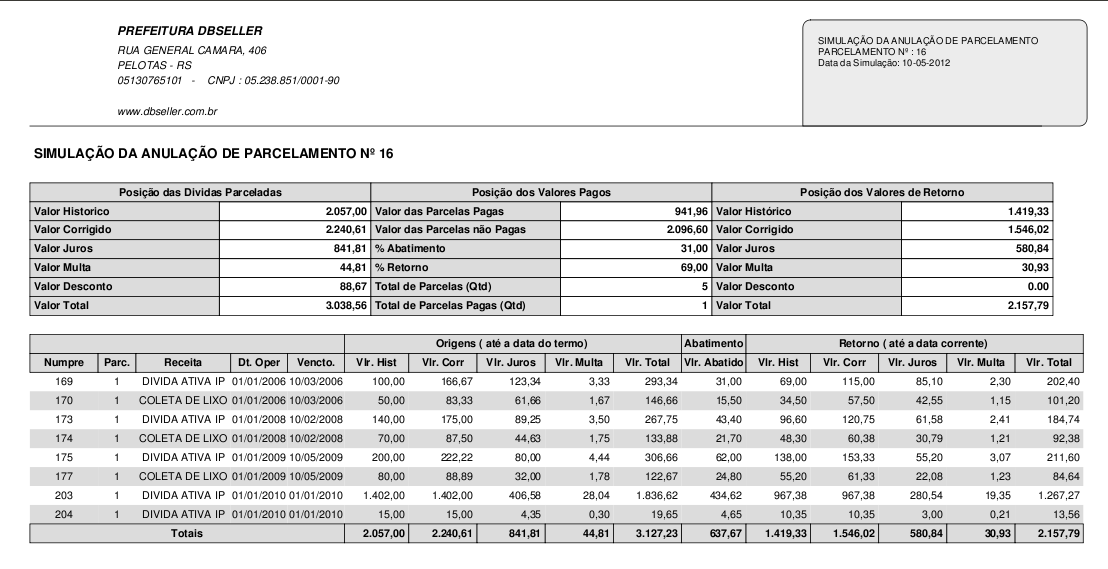 PREFEITURA DBSELLER
RUA GENERAL CAMARA, 406
PELOTAS - RS
05130765101 - CNPJ : 05.238.851/0001-90
www.dbseller.com.br
SIMULAÇÃO DA ANULAÇÃO DE PARCELAMENTO
PARCELAMENTO Nº : 16
Data da Simulação: 10-05-2012
SIMULAÇÃO DA ANULAÇÃO DE PARCELAMENTO Nº 16
Posição das Dividas Parceladas Posição dos Valores Pagos Posição dos Valores de Retorno
Valor Historico 2.057,00 Valor das Parcelas Pagas 941,96 Valor Histórico 1.419,33
Valor Corrigido 2.240,61 Valor das Parcelas não Pagas 2.096,60 Valor Corrigido 1.546,02
Valor Juros 841,81 % Abatimento 31,00 Valor Juros 580,84
Valor Multa 44,81 % Retorno 69,00 Valor Multa 30,93
Valor Desconto 88,67 Total de Parcelas (Qtd) 5 Valor Desconto 0.00
Valor Total 3.038,56 Total de Parcelas Pagas (Qtd) 1 Valor Total 2.157,79
Origens ( até a data do termo) Abatimento Retorno ( até a data corrente)
Numpre Parc. Receita Dt. Oper Vencto. Vlr. Hist Vlr. Corr Vlr. Juros Vlr. Multa Vlr. Total Vlr. Abatido Vlr. Hist Vlr. Corr Vlr. Juros Vlr. Multa Vlr. Total
169 1 DIVIDA ATIVA IP 01/01/2006 10/03/2006 100,00 166,67 123,34 3,33 293,34 31,00 69,00 115,00 85,10 2,30 202,40
170 1 COLETA DE LIXO 01/01/2006 10/03/2006 50,00 83,33 61,66 1,67 146,66 15,50 34,50 57,50 42,55 1,15 101,20
173 1 DIVIDA ATIVA IP 01/01/2008 10/02/2008 140,00 175,00 89,25 3,50 267,75 43,40 96,60 120,75 61,58 2,41 184,74
174 1 COLETA DE LIXO 01/01/2008 10/02/2008 70,00 87,50 44,63 1,75 133,88 21,70 48,30 60,38 30,79 1,21 92,38
175 1 DIVIDA ATIVA IP 01/01/2009 10/05/2009 200,00 222,22 80,00 4,44 306,66 62,00 138,00 153,33 55,20 3,07 211,60
177 1 COLETA DE LIXO 01/01/2009 10/05/2009 80,00 88,89 32,00 1,78 122,67 24,80 55,20 61,33 22,08 1,23 84,64
203 1 DIVIDA ATIVA IP 01/01/2010 01/01/2010 1.402,00 1.402,00 406,58 28,04 1.836,62 434,62 967,38 967,38 280,54 19,35 1.267,27
204 1 DIVIDA ATIVA IP 01/01/2010 01/01/2010 15,00 15,00 4,35 0,30 19,65 4,65 10,35 10,35 3,00 0,21 13,56
Totais 2.057,00 2.240,61 841,81 44,81 3.127,23 637,67 1.419,33 1.546,02 580,84 30,93 2.157,79